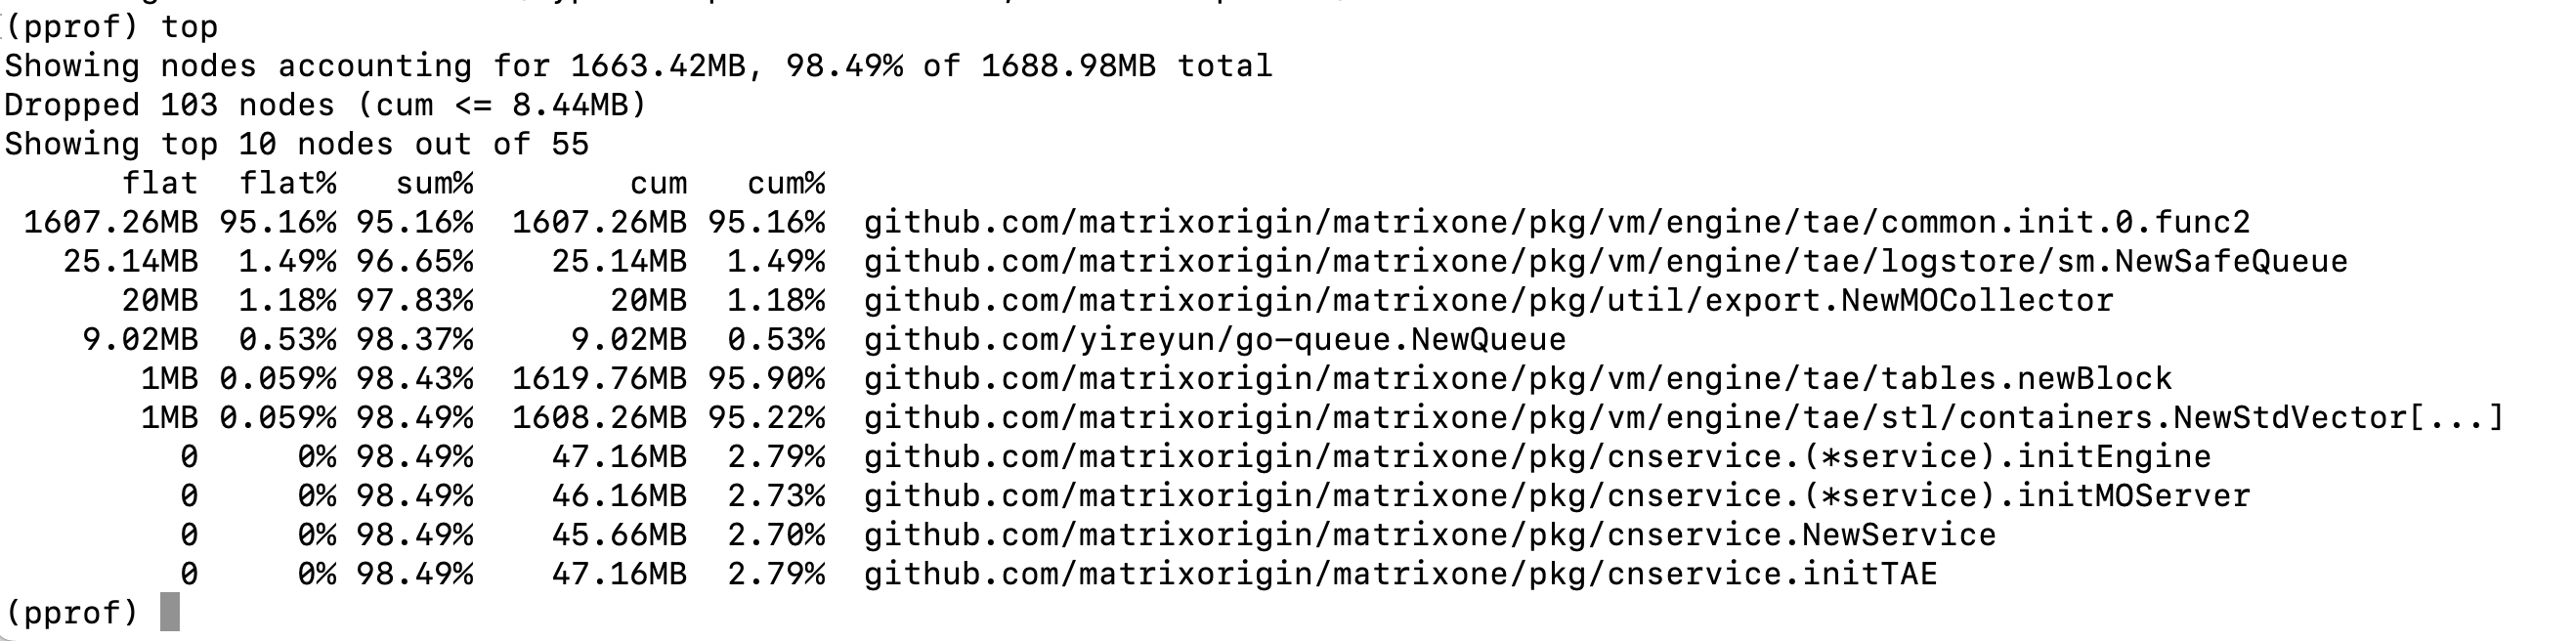 (pprof) top
Showing nodes accounting for 1663.42MB, 98.49% of 1688.98MB total
Dropped 103 nodes (cum <= 8.44MB)
Showing top 10 nodes out of 55
      flat  flat%   sum%        cum   cum%
 1607.26MB 95.16% 95.16%  1607.26MB 95.16%  github.com/matrixorigin/matrixone/pkg/vm/engine/tae/common.init.0.func2
   25.14MB  1.49% 96.65%    25.14MB  1.49%  github.com/matrixorigin/matrixone/pkg/vm/engine/tae/logstore/sm.NewSafeQueue
      20MB  1.18% 97.83%       20MB  1.18%  github.com/matrixorigin/matrixone/pkg/util/export.NewMOCollector
    9.02MB  0.53% 98.37%     9.02MB  0.53%  github.com/yireyun/go-queue.NewQueue
       1MB 0.059% 98.43%  1619.76MB 95.90%  github.com/matrixorigin/matrixone/pkg/vm/engine/tae/tables.newBlock
       1MB 0.059% 98.49%  1608.26MB 95.22%  github.com/matrixorigin/matrixone/pkg/vm/engine/tae/stl/containers.NewStdVector[...]
         0     0% 98.49%    47.16MB  2.79%  github.com/matrixorigin/matrixone/pkg/cnservice.(*service).initEngine
         0     0% 98.49%    46.16MB  2.73%  github.com/matrixorigin/matrixone/pkg/cnservice.(*service).initMOServer
         0     0% 98.49%    45.66MB  2.70%  github.com/matrixorigin/matrixone/pkg/cnservice.NewService
         0     0% 98.49%    47.16MB  2.79%  github.com/matrixorigin/matrixone/pkg/cnservice.initTAE
(pprof)